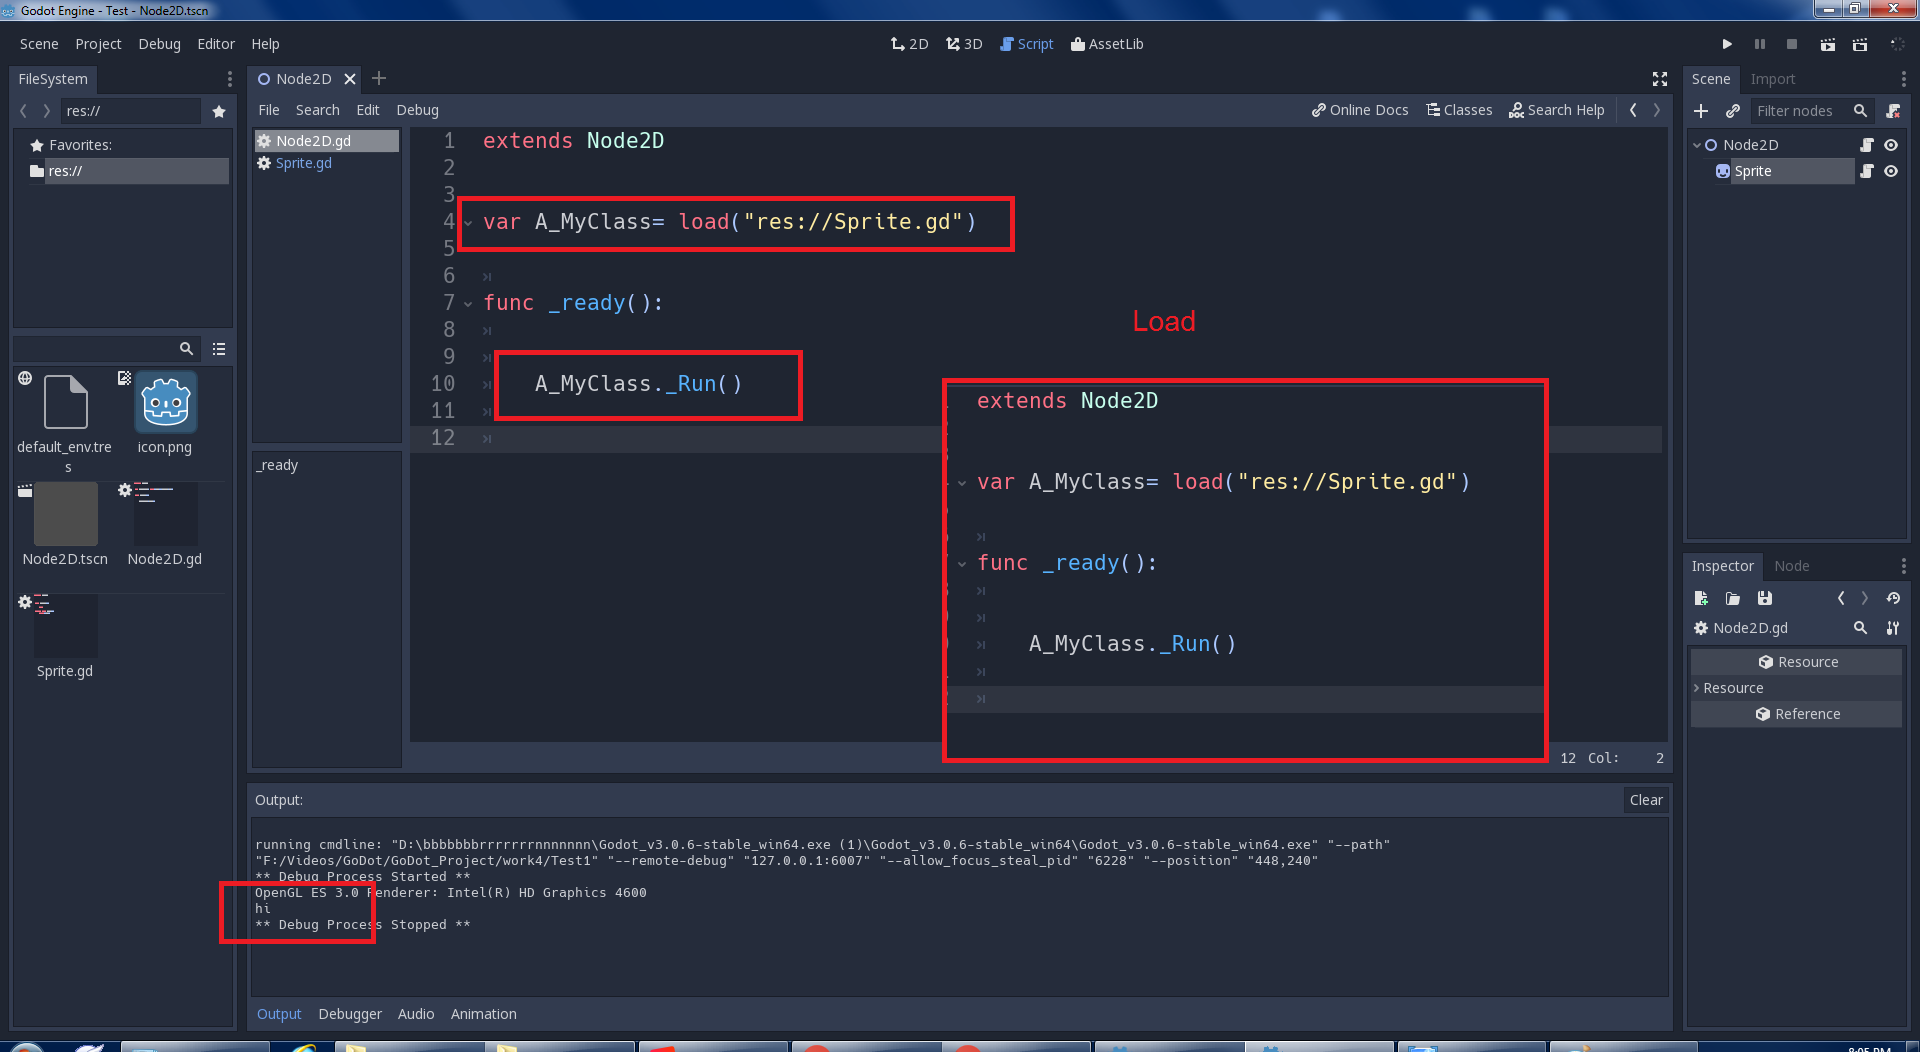 Godot Engine - Test - Node2D.tscn
Scene Project Debug Editor Help
2D 3D Script AssetLib
FileSystem
res://
Favorites:
res://
default_env.tre
s
icon.png
Node2D.tscn
Node2D.gd
Sprite.gd
Node2D
File Search Edit Debug
Online Docs Classes Search Help
Node2D.gd
Sprite.gd
_ready
1 extends Node2D
2
3
4 var A_MyClass= load("res://Sprite.gd")
5
6
7 func _ready():
8
9
10 A_MyClass._Run()
11
12
Load
extends Node2D
var A_MyClass= load("res://Sprite.gd")
func _ready():
A_MyClass._Run()
12 Col: 2
Output:
Clear
running cmdline: "D:\bbbbbbbrrrrrrrnnnnnnn\Godot_v3.0.6-stable_win64.exe (1)\Godot_v3.0.6-stable_win64\Godot_v3.0.6-stable_win64.exe" "--path"
"F:/Videos/GoDot/GoDot_Project/work4/Test1" "--remote-debug" "127.0.0.1:6007" "--allow_focus_steal_pid" "6228" "--position" "448,240"
** Debug Process Started **
OpenGL ES 3.0 Renderer: Intel(R) HD Graphics 4600
hi
** Debug Process Stopped **
Output Debugger Audio Animation
Scene Import
Filter nodes
Node2D
Sprite
Inspector Node
Node2D.gd
Resource
Resource
Reference
8:05 PM